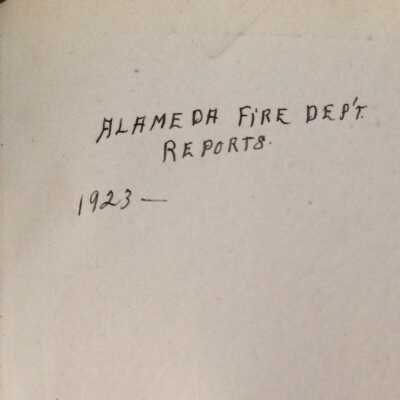 ALAMEDA FIRE DEP'T.
REPORTS.
1923—